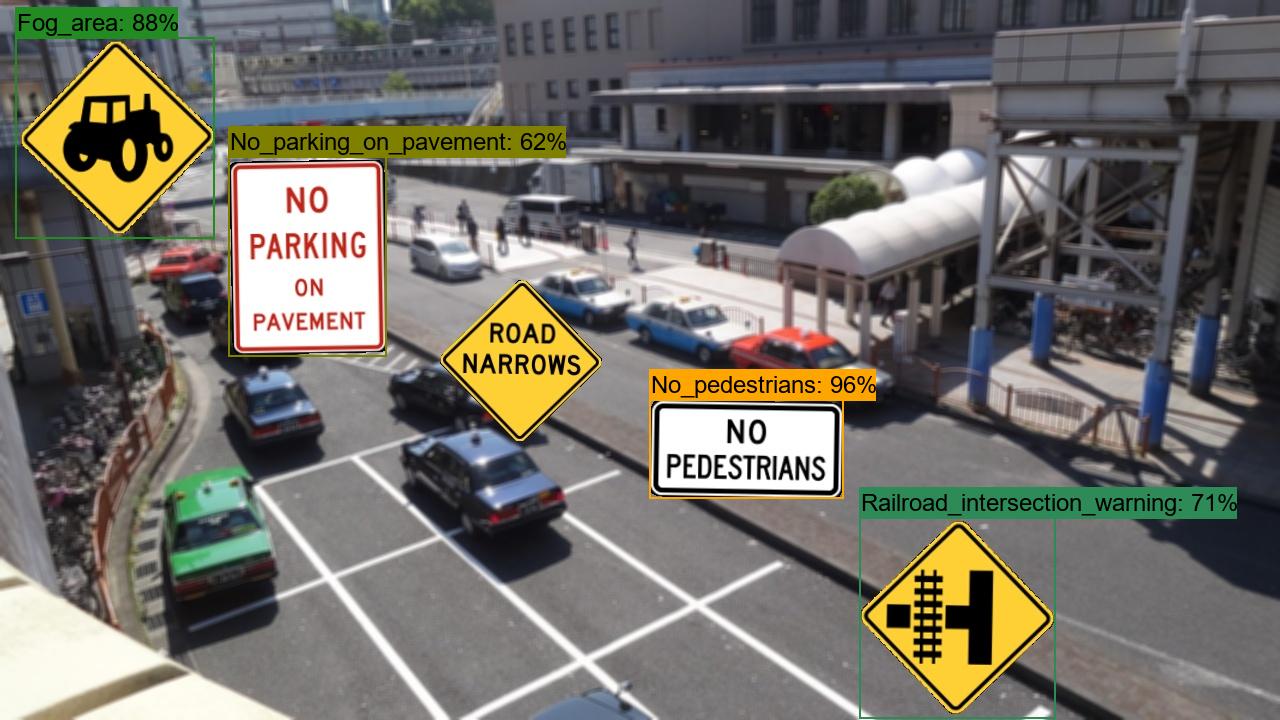 Fog_area: 88%
No_parking_on_pavement: 62%
NO
PARKING
ON
PAVEMENT
ROAD
NARROWS
No_pedestrians: 96%
NO
PEDESTRIANS
Railroad_intersection_warning: 71%